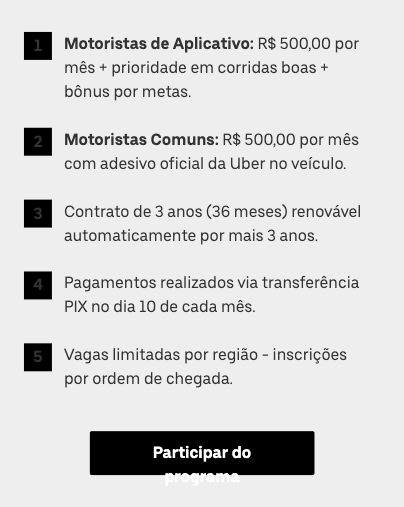 1 Motoristas de Aplicativo: R$ 500,00 por
mês + prioridade em corridas boas +
bônus por metas.
2 Motoristas Comuns: R$ 500,00 por mês
com adesivo oficial da Uber no veículo.
3 Contrato de 3 anos (36 meses) renovável
automaticamente por mais 3 anos.
4 Pagamentos realizados via transferência
PIX no dia 10 de cada mês.
5 Vagas limitadas por região - inscrições
por ordem de chegada.
Participar do
programa